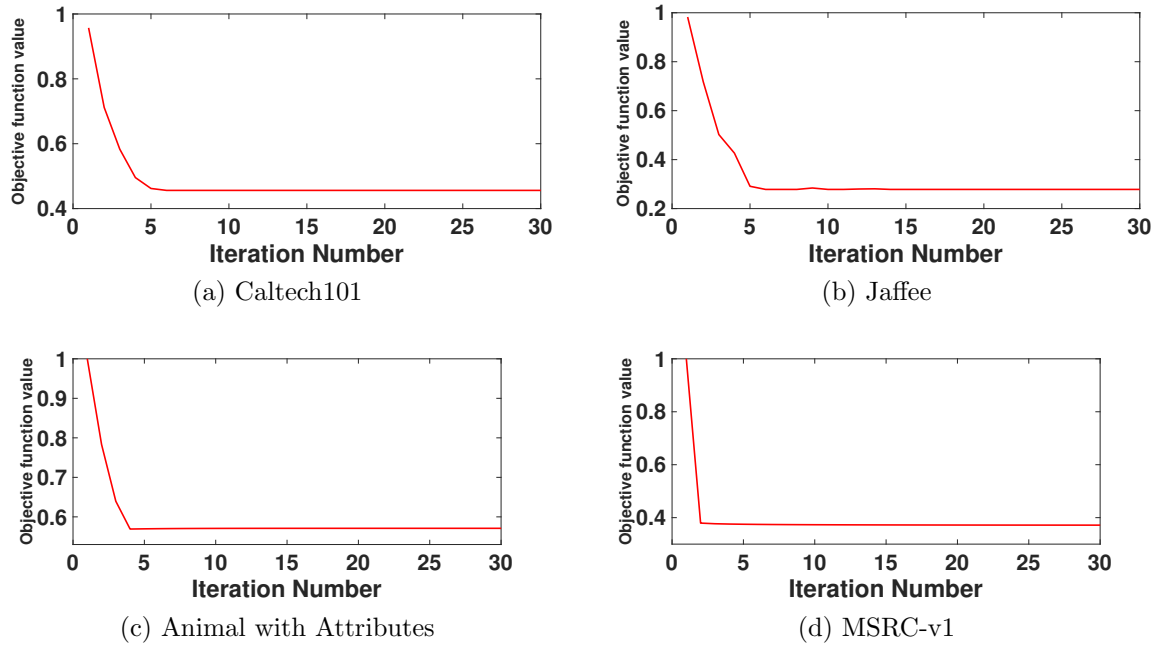 Objective function value
1
0.8
0.6
0.4
0 5 10 15 20 25 30
Iteration Number
(a) Caltech101
Objective function value
1
0.8
0.6
0.4
0.2
0 5 10 15 20 25 30
Iteration Number
(b) Jaffee
Objective function value
1
0.9
0.8
0.7
0.6
0 5 10 15 20 25 30
Iteration Number
(c) Animal with Attributes
Objective function value
1
0.8
0.6
0.4
0 5 10 15 20 25 30
Iteration Number
(d) MSRC-v1